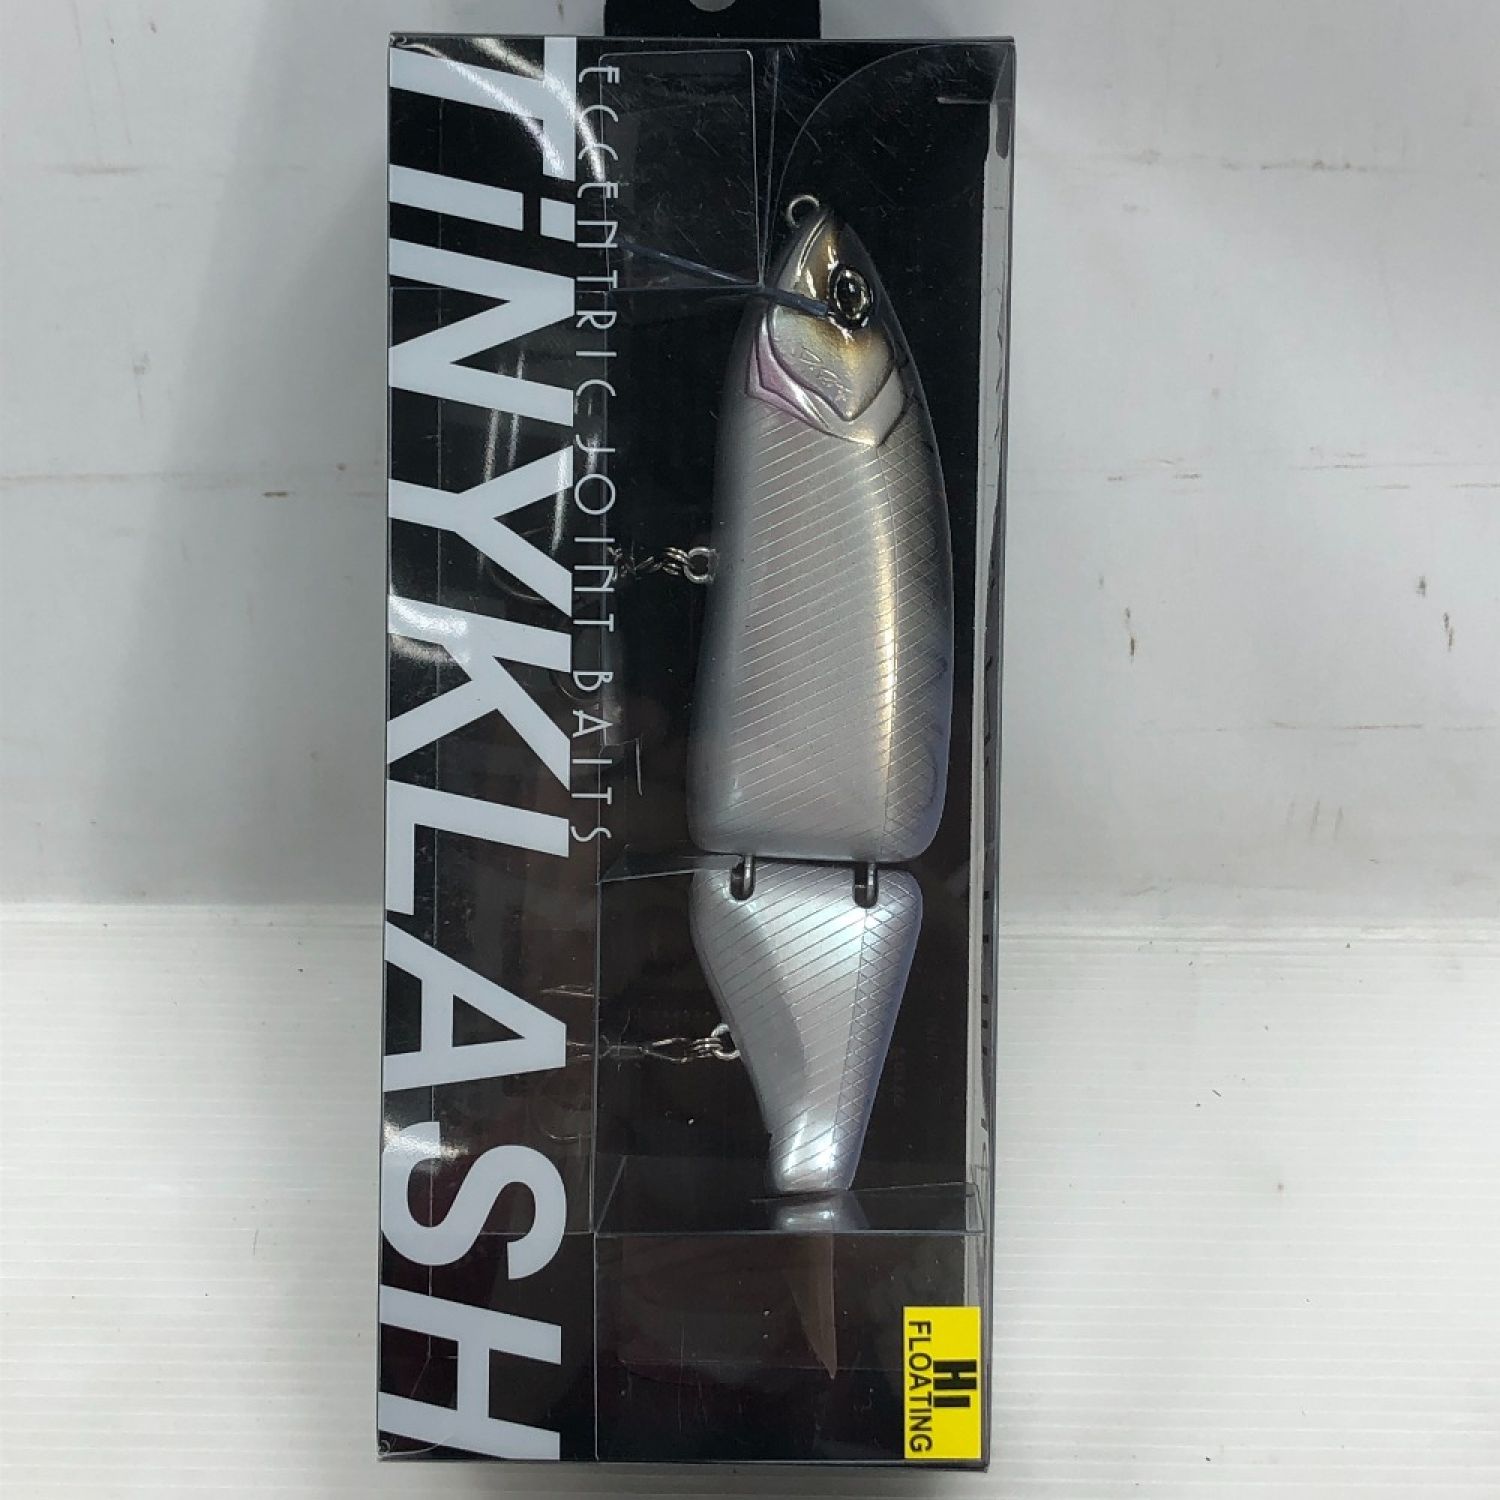 TiNYKLASH
ECCENTRIC JOINT BAITS
HI
FLOATING